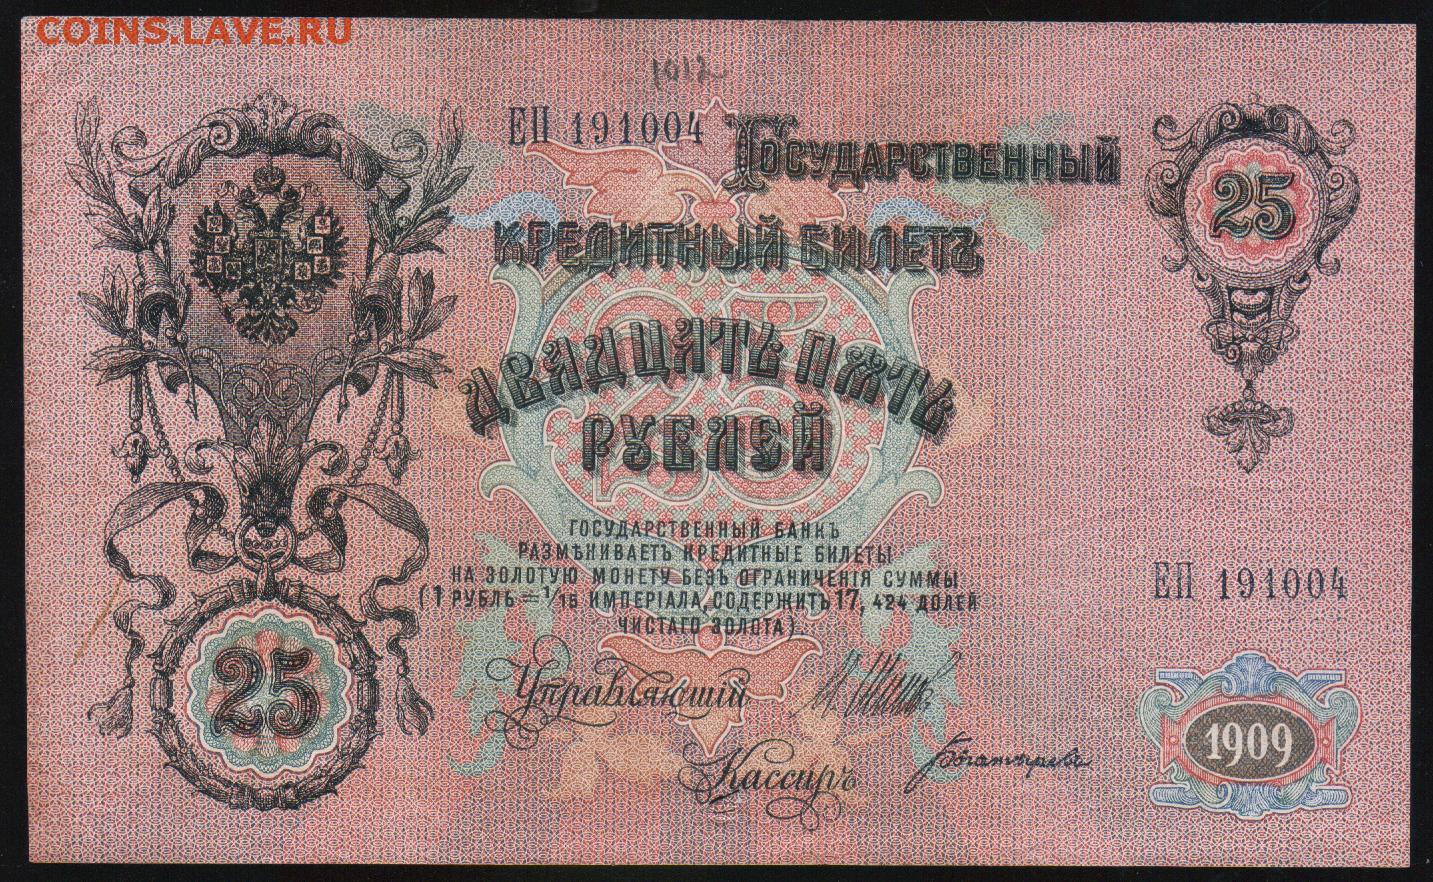 COINS.LAVE.RU
1012
ЕП 191004
Государственный
КРЕДИТНЫЙ БИЛЕТЪ
25
25
ДВАДЦАТЬ ПЯТЬ
РУБЛЕЙ
ГОСУДАРСТВЕННЫЙ БАНКЪ
РАЗМѢНИВАЕТЪ КРЕДИТНЫЕ БИЛЕТЫ
НА ЗОЛОТУЮ МОНЕТУ БЕЗЪ ОГРАНИЧЕНІЯ СУММЫ
(1 РУБЛЬ = 1/15 ИМПЕРІАЛА, СОДЕРЖИТЪ 17, 424 ДОЛЕЙ
ЧИСТАГО ЗОЛОТА).
ЕП 191004
Управляющій
25
Кассиръ
1909